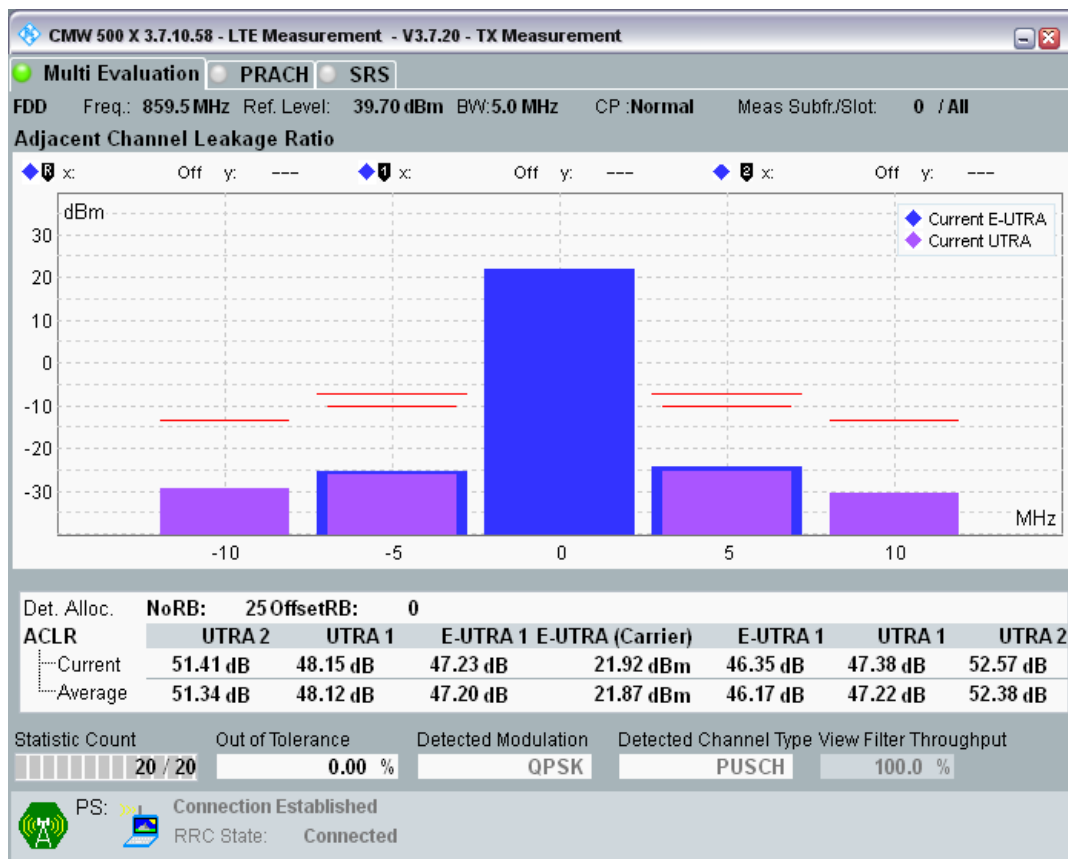 CMW 500 X 3.7.10.58 - LTE Measurement - V3.7.20 - TX Measurement
Multi Evaluation PRACH SRS
FDD Freq.: 859.5 MHz Ref. Level: 39.70 dBm BW:5.0 MHz CP :Normal Meas Subfr./Slot: 0 / All
Adjacent Channel Leakage Ratio
R x: Off y: --- 1 x: Off y: --- 2 x: Off y: ---
dBm
Current E-UTRA
Current UTRA
30
20
10
0
-10
-20
-30
MHz
-10 -5 0 5 10
Det. Alloc. NoRB: 25 OffsetRB: 0
ACLR UTRA 2 UTRA 1 E-UTRA 1 E-UTRA (Carrier) E-UTRA 1 UTRA 1 UTRA 2
Current 51.41 dB 48.15 dB 47.23 dB 21.92 dBm 46.35 dB 47.38 dB 52.57 dB
Average 51.34 dB 48.12 dB 47.20 dB 21.87 dBm 46.17 dB 47.22 dB 52.38 dB
Statistic Count Out of Tolerance Detected Modulation Detected Channel Type View Filter Throughput
20 / 20 0.00 % QPSK PUSCH 100.0 %
PS: Connection Established
RRC State: Connected